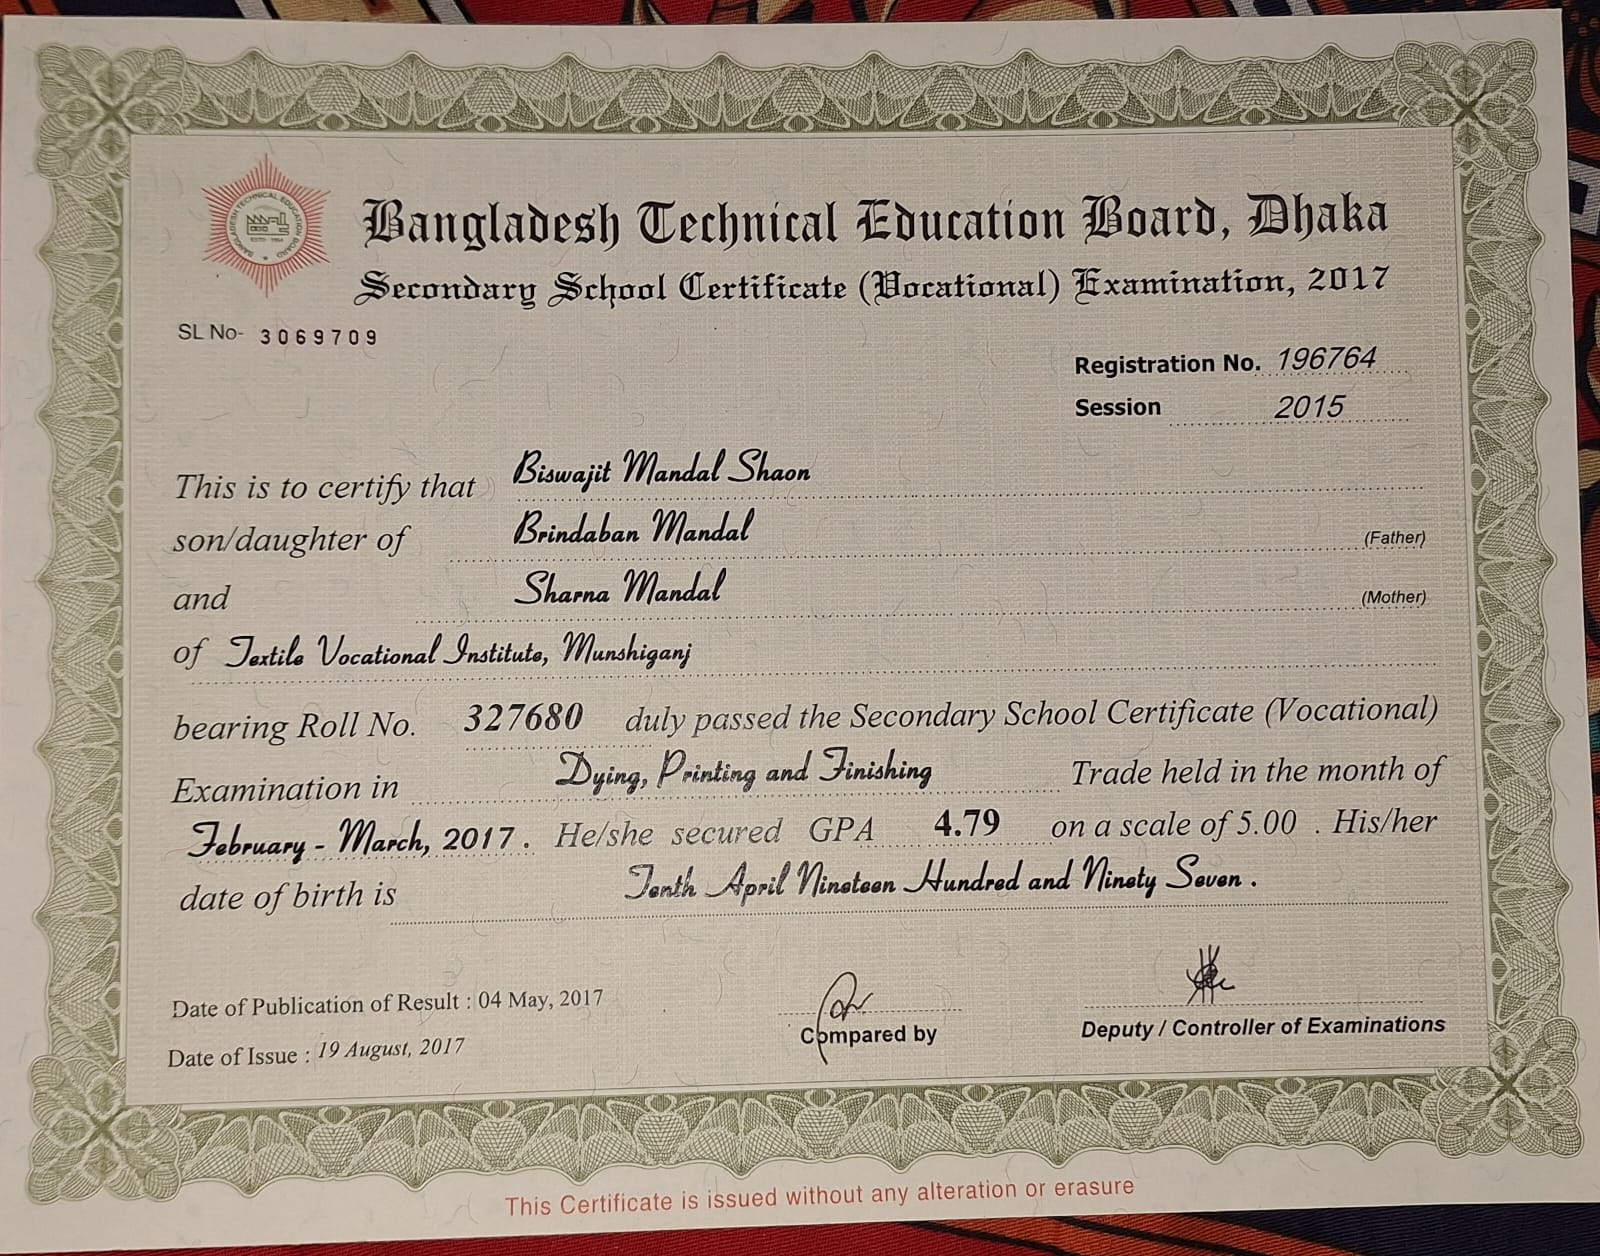 BANGLADESH TECHNICAL EDUCATION BOARD
ESTD - 1954
Bangladesh Technical Education Board, Dhaka
Secondary School Certificate (Vocational) Examination, 2017
SL No- 3069709
Registration No. 196764
Session 2015
This is to certify that Biswajit Mandal Shaon
son/daughter of Brindaban Mandal (Father)
and Sharna Mandal (Mother)
of Textile Vocational Institute, Munshiganj
bearing Roll No. 327680 duly passed the Secondary School Certificate (Vocational)
Examination in Dying, Printing and Finishing Trade held in the month of
February - March, 2017. He/she secured GPA 4.79 on a scale of 5.00 . His/her
date of birth is Tenth April Nineteen Hundred and Ninety Seven .
Date of Publication of Result : 04 May, 2017
Date of Issue : 19 August, 2017
Compared by
Deputy / Controller of Examinations
This Certificate is issued without any alteration or erasure